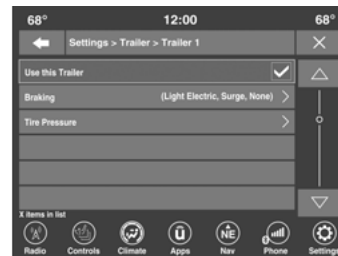 68° 12:00 68°
Settings > Trailer > Trailer 1
Use this Trailer
Braking (Light Electric, Surge, None) >
Tire Pressure >
X items in list
Radio Controls Climate Apps Nav Phone Settings